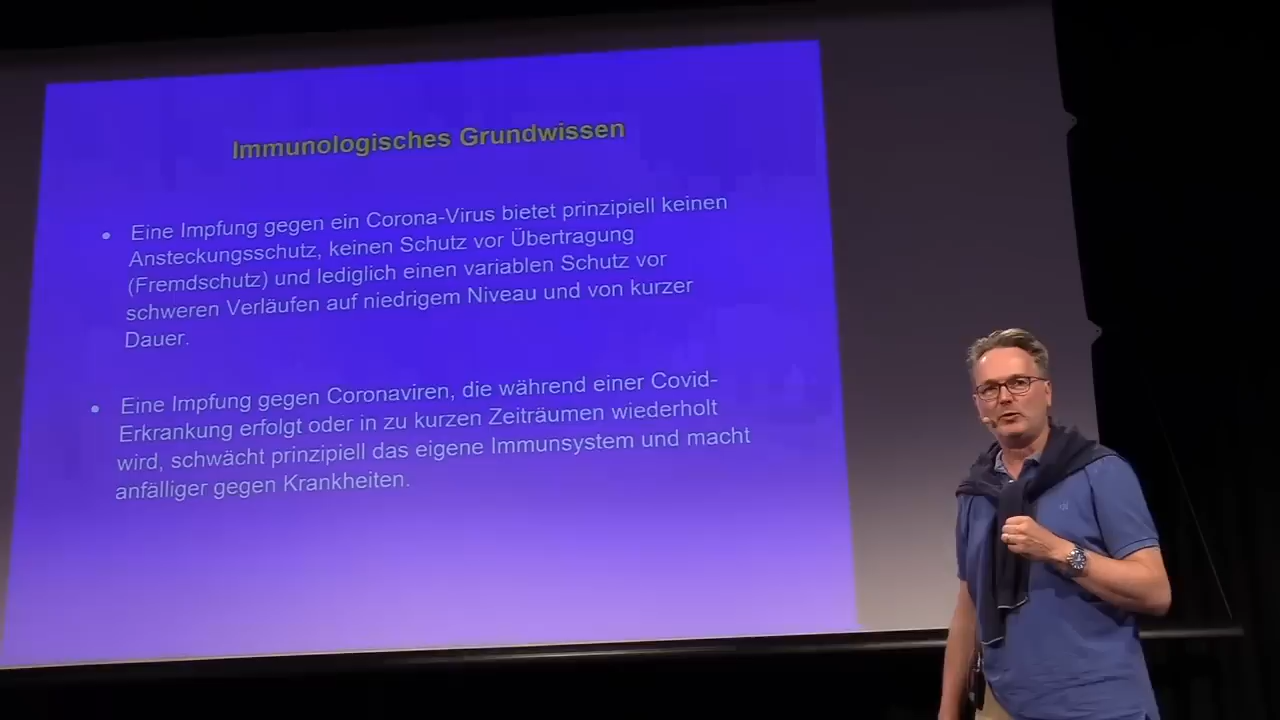 Immunologisches Grundwissen
• Eine Impfung gegen ein Corona-Virus bietet prinzipiell keinen
Ansteckungsschutz, keinen Schutz vor Übertragung
(Fremdschutz) und lediglich einen variablen Schutz vor
schweren Verläufen auf niedrigem Niveau und von kurzer
Dauer.
• Eine Impfung gegen Coronaviren, die während einer Covid-
Erkrankung erfolgt oder in zu kurzen Zeiträumen wiederholt
wird, schwächt prinzipiell das eigene Immunsystem und macht
anfälliger gegen Krankheiten.